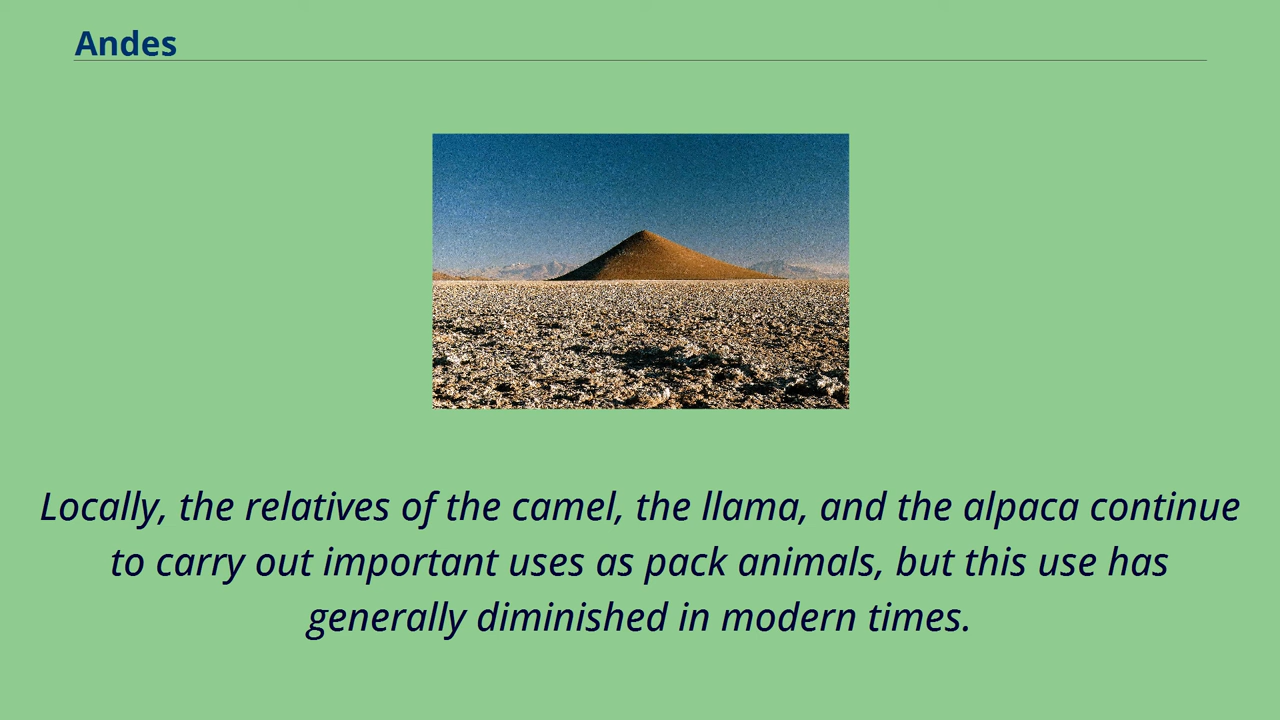 Andes
Locally, the relatives of the camel, the llama, and the alpaca continue
to carry out important uses as pack animals, but this use has
generally diminished in modern times.